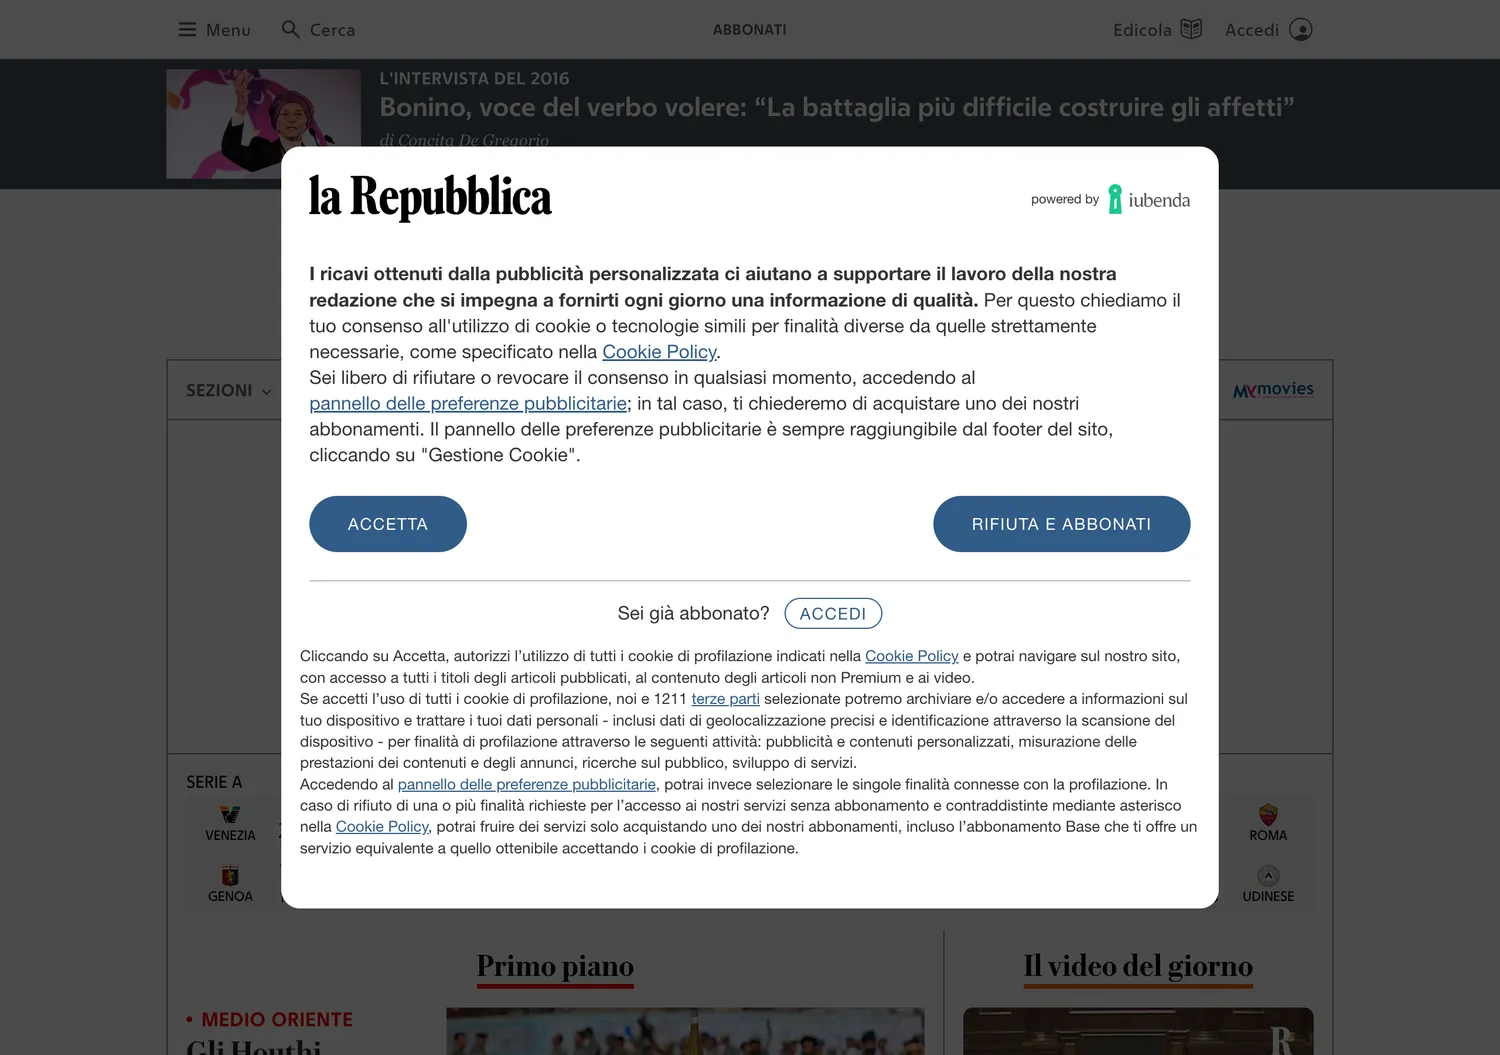 Menu
Cerca
ABBONATI
Edicola
Accedi
L'INTERVISTA DEL 2016
Bonino, voce del verbo volere: “La battaglia più difficile costruire gli affetti”
di Concita De Gregorio
la Repubblica
powered by iubenda
I ricavi ottenuti dalla pubblicità personalizzata ci aiutano a supportare il lavoro della nostra
redazione che si impegna a fornirti ogni giorno una informazione di qualità. Per questo chiediamo il
tuo consenso all'utilizzo di cookie o tecnologie simili per finalità diverse da quelle strettamente
necessarie, come specificato nella Cookie Policy.
Sei libero di rifiutare o revocare il consenso in qualsiasi momento, accedendo al
pannello delle preferenze pubblicitarie; in tal caso, ti chiederemo di acquistare uno dei nostri
abbonamenti. Il pannello delle preferenze pubblicitarie è sempre raggiungibile dal footer del sito,
cliccando su "Gestione Cookie".
ACCETTA
RIFIUTA E ABBONATI
Sei già abbonato?
ACCEDI
Cliccando su Accetta, autorizzi l’utilizzo di tutti i cookie di profilazione indicati nella Cookie Policy e potrai navigare sul nostro sito,
con accesso a tutti i titoli degli articoli pubblicati, al contenuto degli articoli non Premium e ai video.
Se accetti l’uso di tutti i cookie di profilazione, noi e 1211 terze parti selezionate potremo archiviare e/o accedere a informazioni sul
tuo dispositivo e trattare i tuoi dati personali - inclusi dati di geolocalizzazione precisi e identificazione attraverso la scansione del
dispositivo - per finalità di profilazione attraverso le seguenti attività: pubblicità e contenuti personalizzati, misurazione delle
prestazioni dei contenuti e degli annunci, ricerche sul pubblico, sviluppo di servizi.
Accedendo al pannello delle preferenze pubblicitarie, potrai invece selezionare le singole finalità connesse con la profilazione. In
caso di rifiuto di una o più finalità richieste per l’accesso ai nostri servizi senza abbonamento e contraddistinte mediante asterisco
nella Cookie Policy, potrai fruire dei servizi solo acquistando uno dei nostri abbonamenti, incluso l’abbonamento Base che ti offre un
servizio equivalente a quello ottenibile accettando i cookie di profilazione.
SEZIONI
MYmovies
SERIE A
VENEZIA
ROMA
GENOA
UDINESE
Primo piano
Il video del giorno
• MEDIO ORIENTE
Gli Houthi
R